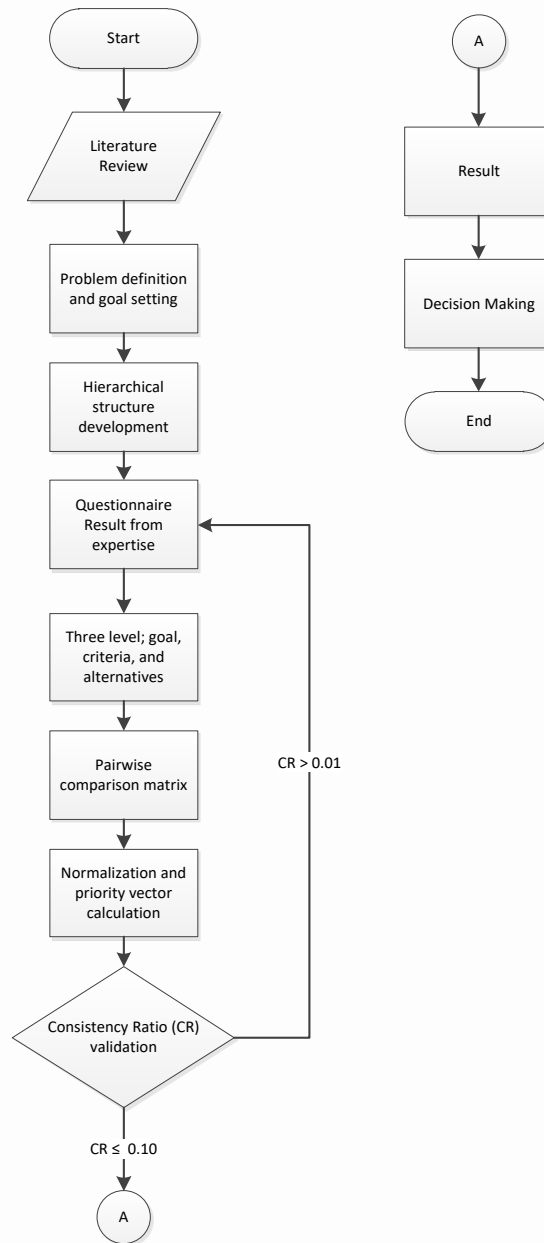 Start
Literature
Review
Problem definition
and goal setting
Hierarchical
structure
development
Questionnaire
Result from
expertise
Three level; goal,
criteria, and
alternatives
Pairwise
comparison matrix
CR > 0.01
Normalization and
priority vector
calculation
Consistency Ratio (CR)
validation
CR ≤ 0.10
A
A
Result
Decision Making
End